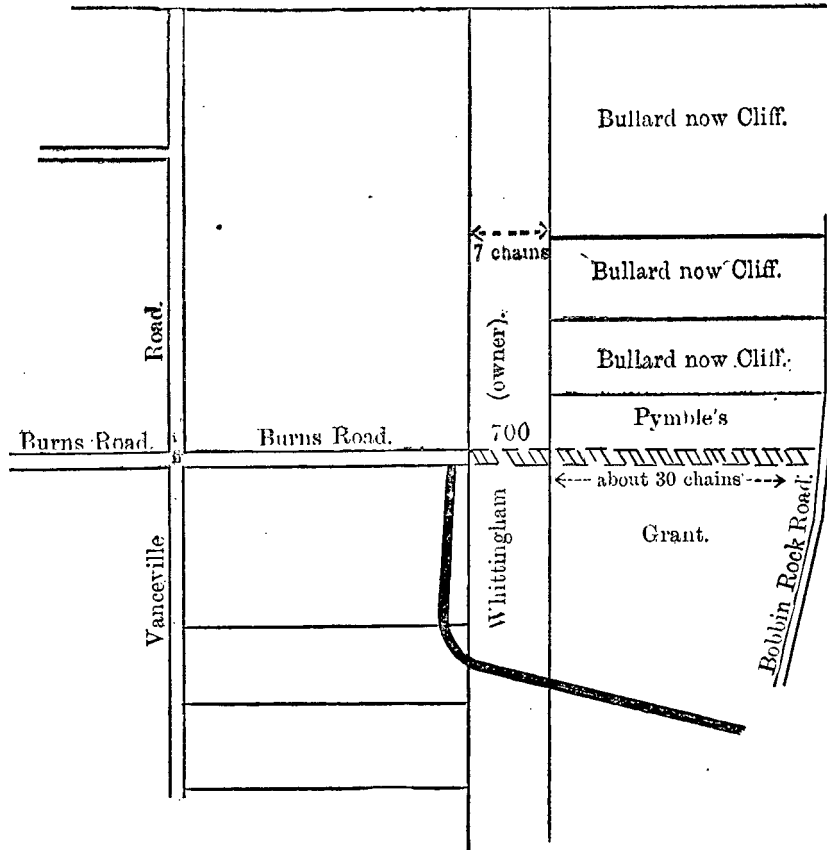 Bullard now Cliff.
7 chains
Bullard now Cliff.
Road.
(owner).
Bullard now Cliff.
Pymble's
Burns Road.
Burns Road.
700
about 30 chains
Whittingham
Grant.
Vanceville
Bobbin Rock Road.